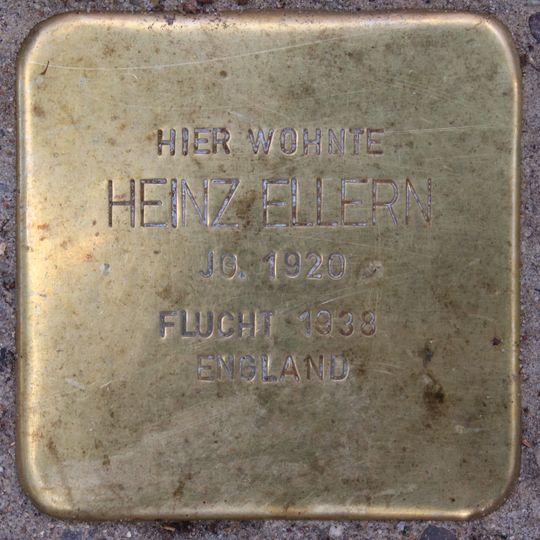 HIER WOHNTE
HEINZ ELLERN
JG. 1920
FLUCHT 1938
ENGLAND